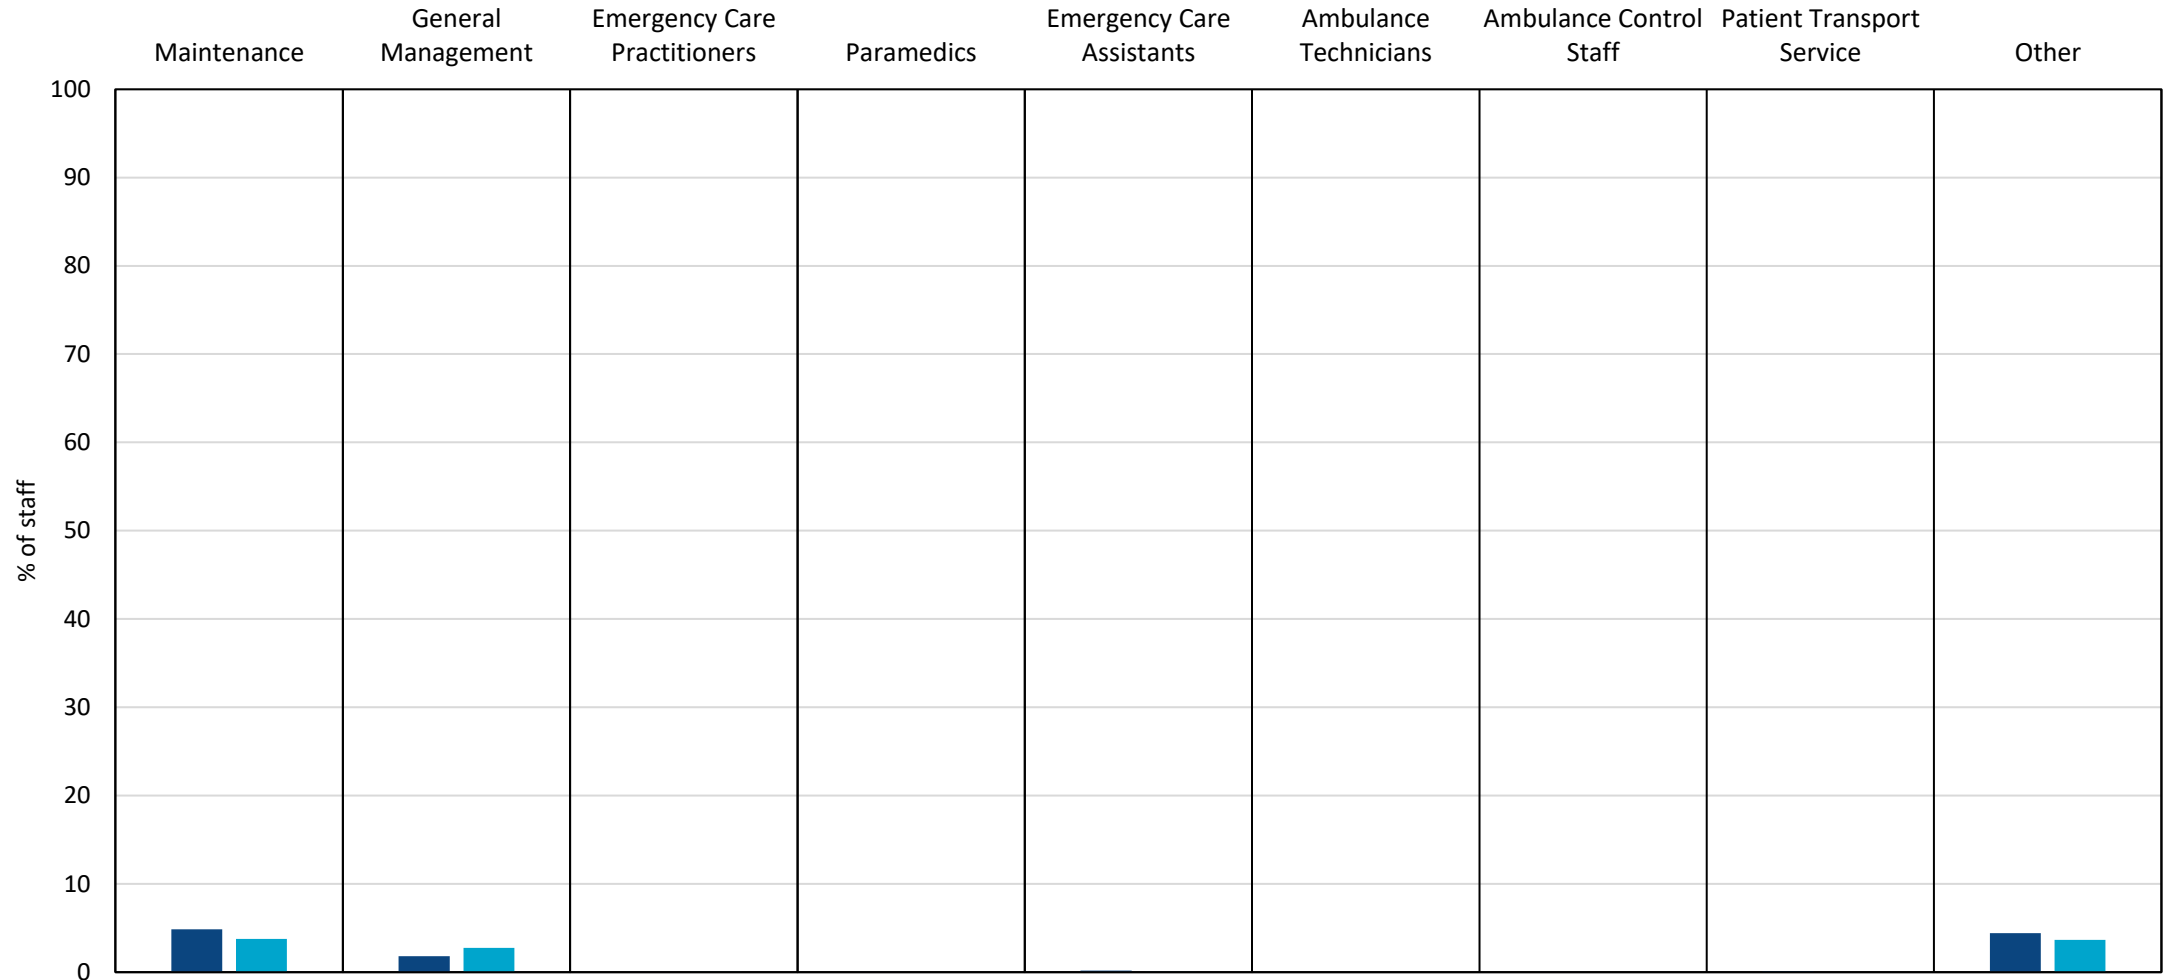 Maintenance
General
Management
Emergency Care
Practitioners
Paramedics
Emergency Care
Assistants
Ambulance
Technicians
Ambulance Control
Staff
Patient Transport
Service
Other
% of staff
100
90
80
70
60
50
40
30
20
10
0